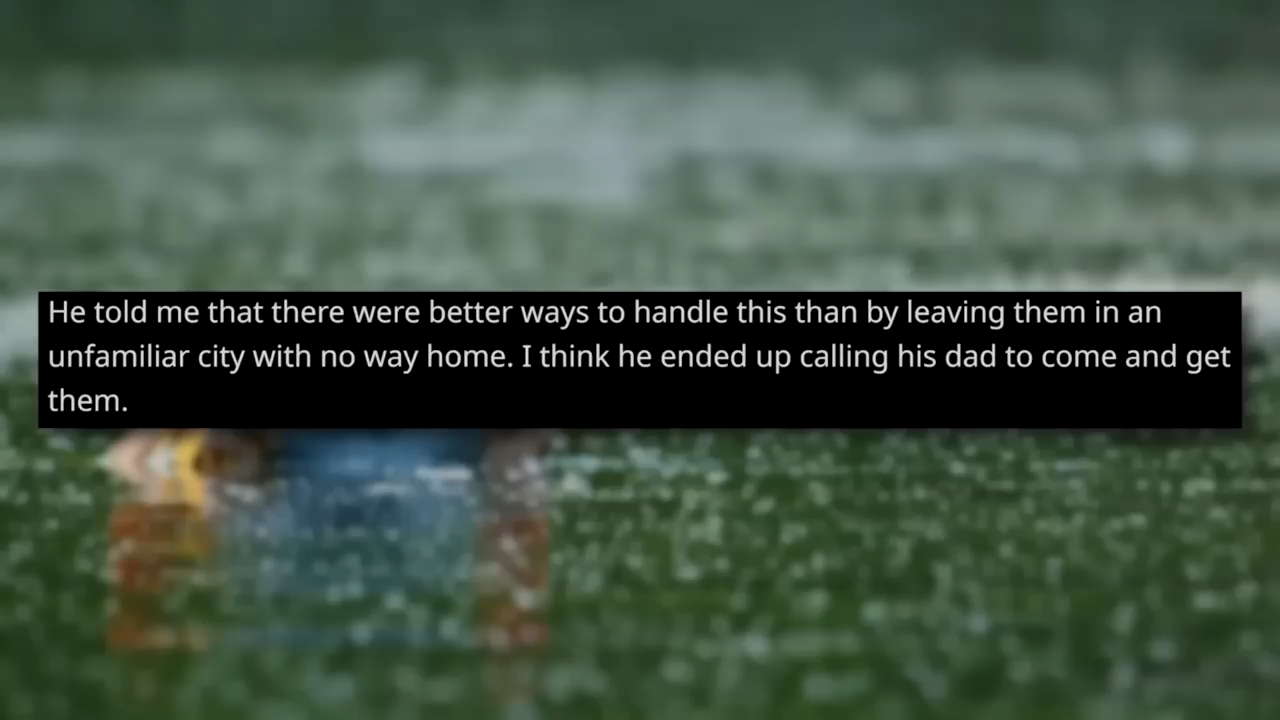 He told me that there were better ways to handle this than by leaving them in an
unfamiliar city with no way home. I think he ended up calling his dad to come and get
them.